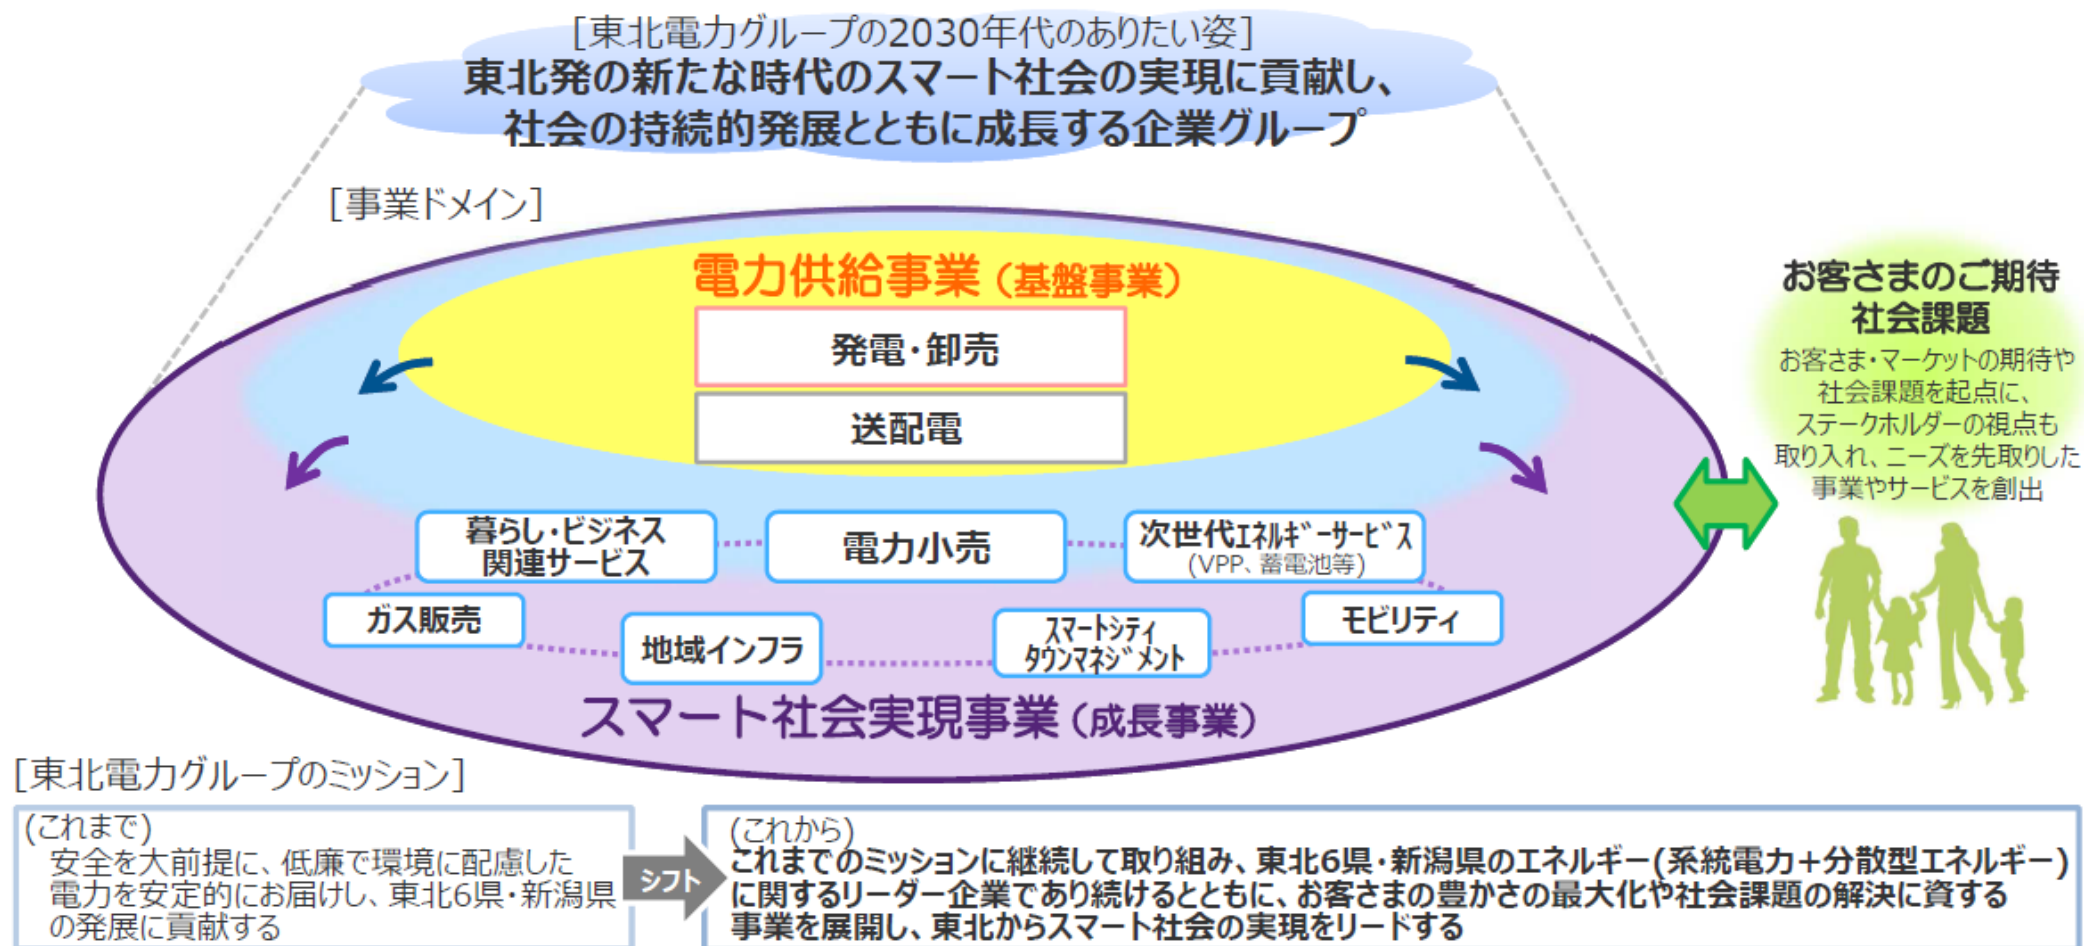 [東北電力グループの2030年代のありたい姿]
東北発の新たな時代のスマート社会の実現に貢献し、
社会の持続的発展とともに成長する企業グループ
[事業ドメイン]
電力供給事業（基盤事業）
発電・卸売
送配電
暮らし・ビジネス
関連サービス
電力小売
次世代ｴﾈﾙｷﾞｰｻｰﾋﾞｽ
(VPP、蓄電池等)
ガス販売
地域インフラ
ｽﾏｰﾄｼﾃｨ
ﾀｳﾝﾏﾈｼﾞﾒﾝﾄ
モビリティ
スマート社会実現事業（成長事業）
お客さまのご期待
社会課題
お客さま・マーケットの期待や
社会課題を起点に、
ステークホルダーの視点も
取り入れ、ニーズを先取りした
事業やサービスを創出
[東北電力グループのミッション]
(これまで)
安全を大前提に、低廉で環境に配慮した
電力を安定的にお届けし、東北6県・新潟県
の発展に貢献する
シフト
(これから)
これまでのミッションに継続して取り組み、東北6県・新潟県のエネルギー(系統電力＋分散型エネルギー)
に関するリーダー企業であり続けるとともに、お客さまの豊かさの最大化や社会課題の解決に資する
事業を展開し、東北からスマート社会の実現をリードする